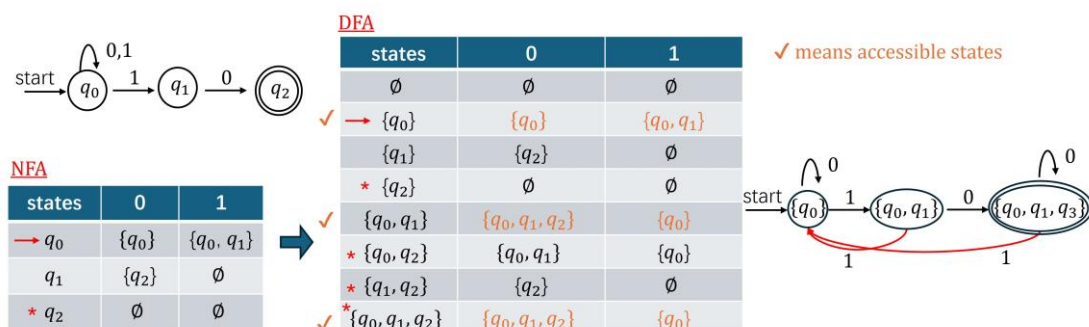 DFA
states 0 1
∅ ∅ ∅
✓ → {q₀} {q₀} {q₀, q₁}
{q₁} {q₂} ∅
* {q₂} ∅ ∅
✓ {q₀, q₁} {q₀, q₁, q₂} {q₀}
* {q₀, q₂} {q₀, q₁} {q₀}
* {q₁, q₂} {q₂} ∅
✓ * {q₀, q₁, q₂} {q₀, q₁, q₂} {q₀}
✓ means accessible states
0,1
start q₀ 1 q₁ 0 q₂
NFA
states 0 1
→ q₀ {q₀} {q₀, q₁}
q₁ {q₂} ∅
* q₂ ∅ ∅
0 0
start {q₀} 1 {q₀, q₁} 0 {q₀, q₁, q₃}
1 1